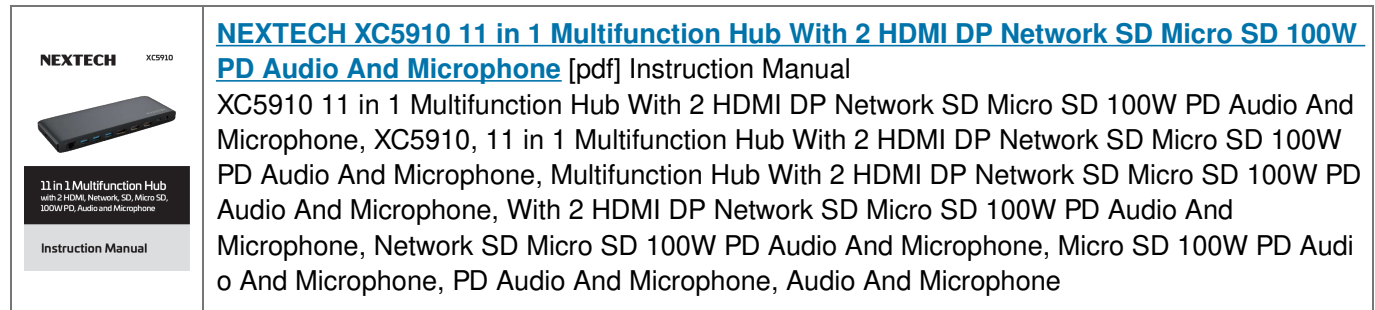 NEXTECH XC5910
11 in 1 Multifunction Hub
with 2 HDMI, Network, SD, Micro SD,
100W PD, Audio and Microphone
Instruction Manual
NEXTECH XC5910 11 in 1 Multifunction Hub With 2 HDMI DP Network SD Micro SD 100W
PD Audio And Microphone [pdf] Instruction Manual
XC5910 11 in 1 Multifunction Hub With 2 HDMI DP Network SD Micro SD 100W PD Audio And
Microphone, XC5910, 11 in 1 Multifunction Hub With 2 HDMI DP Network SD Micro SD 100W
PD Audio And Microphone, Multifunction Hub With 2 HDMI DP Network SD Micro SD 100W PD
Audio And Microphone, With 2 HDMI DP Network SD Micro SD 100W PD Audio And
Microphone, Network SD Micro SD 100W PD Audio And Microphone, Micro SD 100W PD Audi
o And Microphone, PD Audio And Microphone, Audio And Microphone